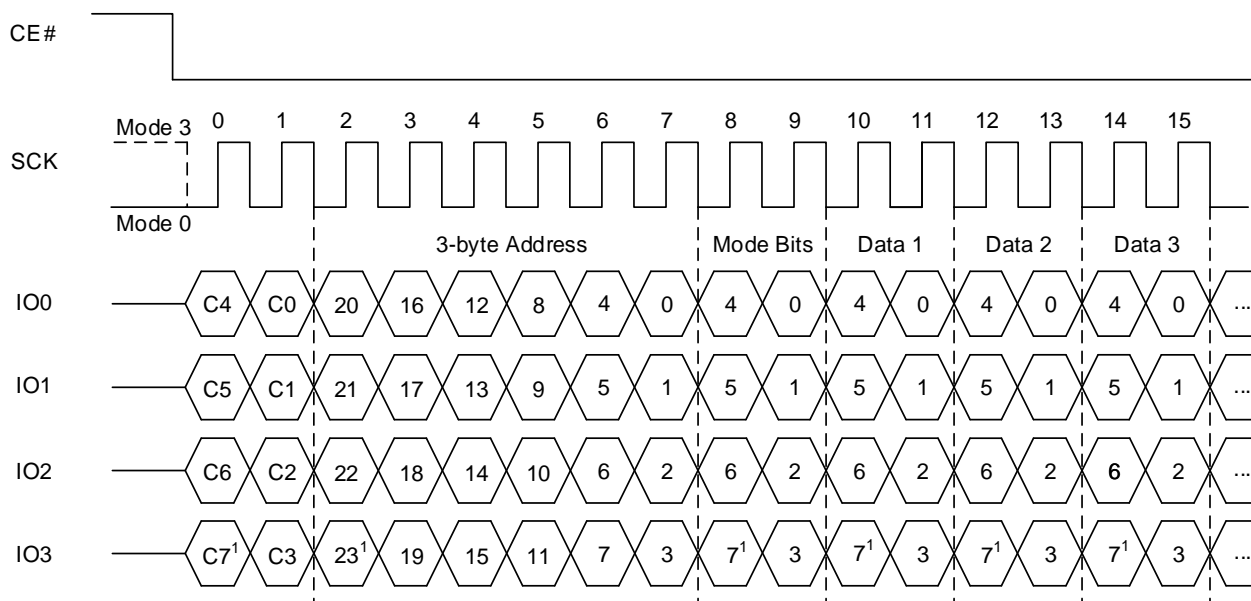 CE#
Mode 3 0 1 2 3 4 5 6 7 8 9 10 11 12 13 14 15
SCK
Mode 0
3-byte Address Mode Bits Data 1 Data 2 Data 3
IO0 C4 C0 20 16 12 8 4 0 4 0 4 0 4 0 4 0 ...
IO1 C5 C1 21 17 13 9 5 1 5 1 5 1 5 1 5 1 ...
IO2 C6 C2 22 18 14 10 6 2 6 2 6 2 6 2 6 2 ...
IO3 C7¹ C3 23¹ 19 15 11 7 3 7¹ 3 7¹ 3 7¹ 3 7¹ 3 ...